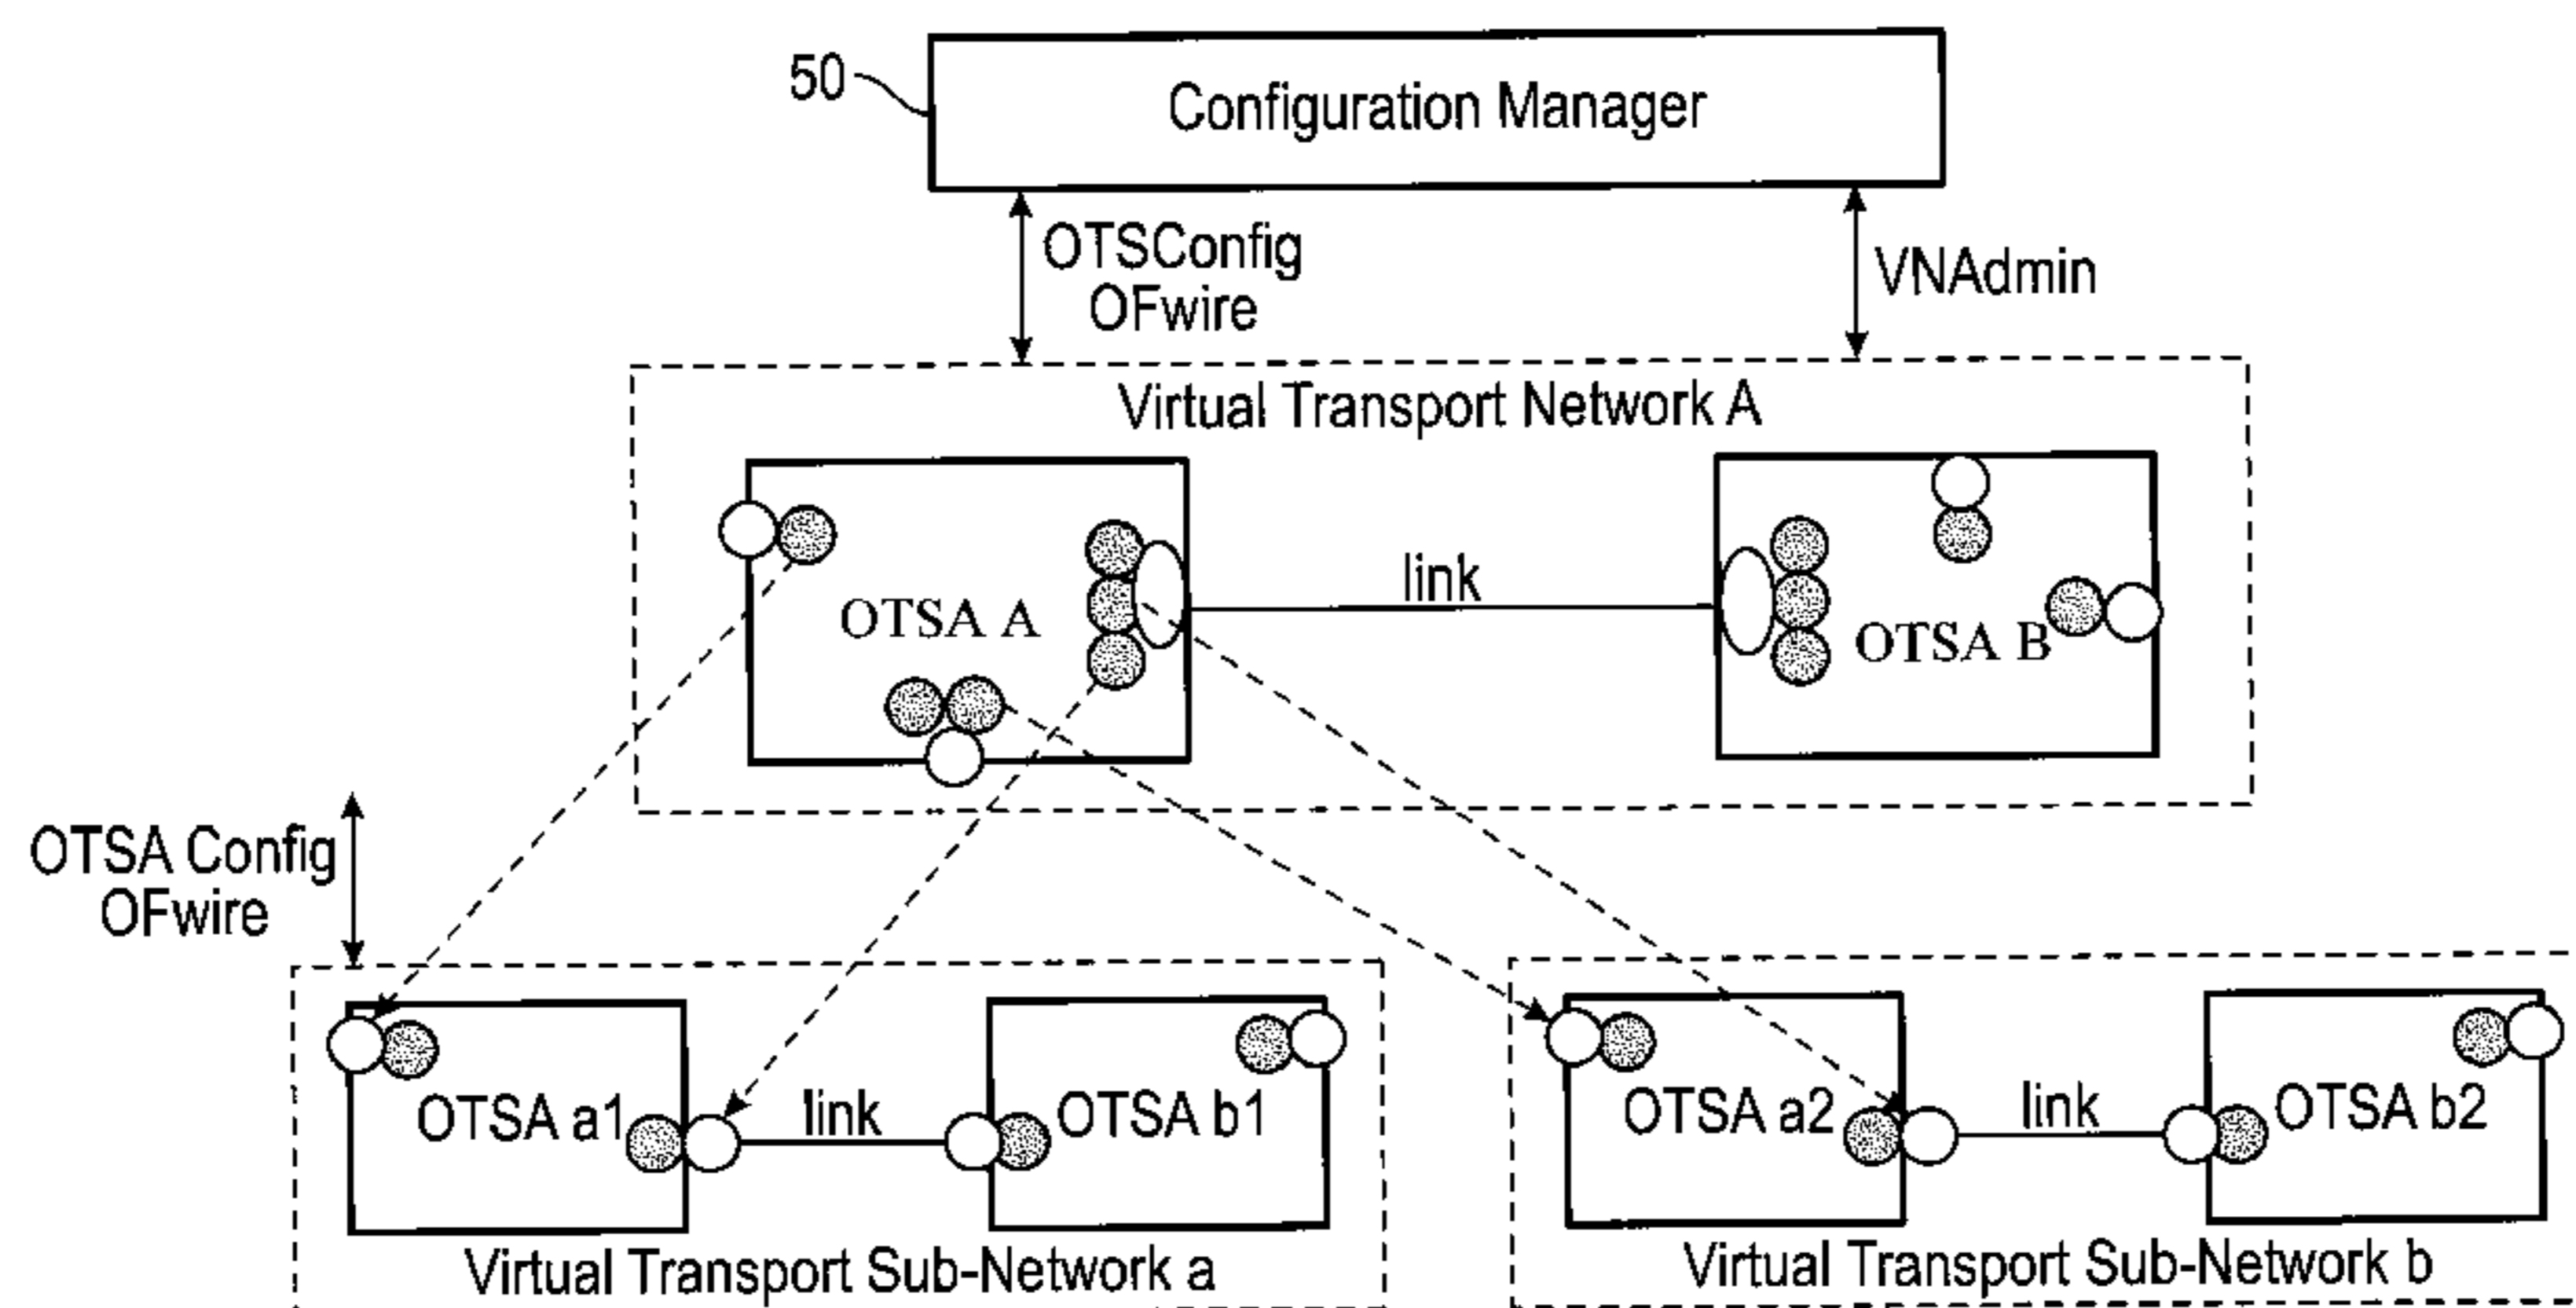 50
Configuration Manager
OTSConfig
OFwire
VNAdmin
Virtual Transport Network A
OTSA A
link
OTSA B
OTSA Config
OFwire
OTSA a1
link
OTSA b1
OTSA a2
link
OTSA b2
Virtual Transport Sub-Network a
Virtual Transport Sub-Network b